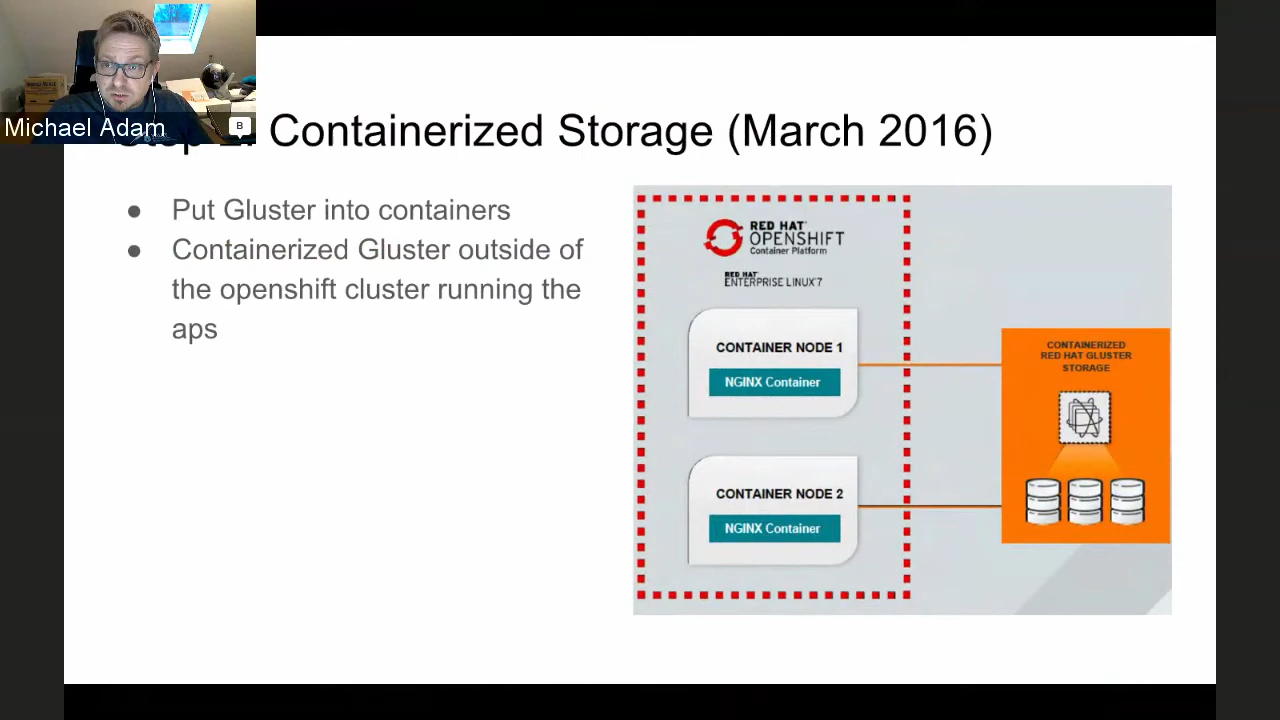 Michael Adam
B
Containerized Storage (March 2016)
● Put Gluster into containers
● Containerized Gluster outside of
the openshift cluster running the
aps
RED HAT
OPENSHIFT
Container Platform
RED HAT
ENTERPRISE LINUX 7
CONTAINER NODE 1
NGINX Container
CONTAINER NODE 2
NGINX Container
CONTAINERIZED
RED HAT GLUSTER
STORAGE